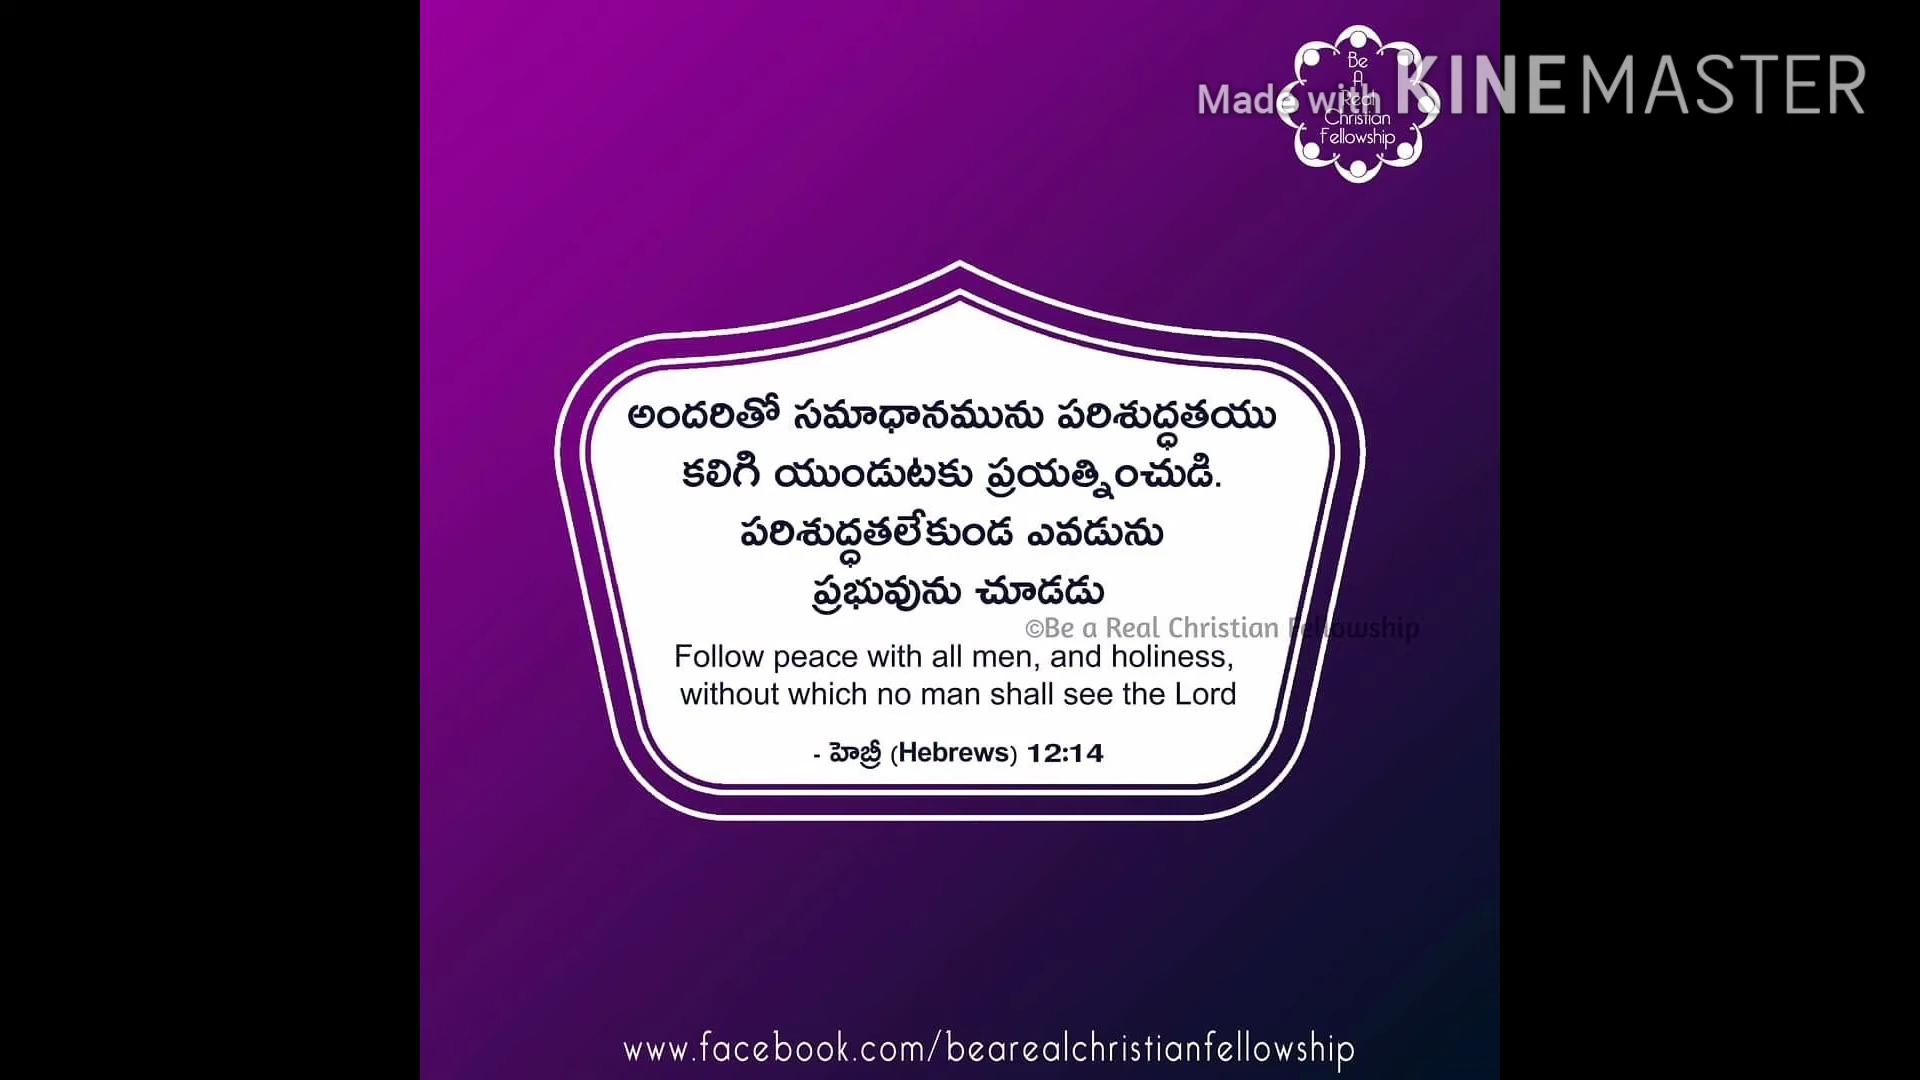 Be
A
Real
Christian
Fellowship
Made with KINEMASTER
అందరితో సమాధానమును పరిశుద్ధతయు
కలిగి యుండుటకు ప్రయత్నించుడి.
పరిశుద్ధతలేకుండ ఎవడును
ప్రభువును చూడడు
©Be a Real Christian Fellowship
Follow peace with all men, and holiness,
without which no man shall see the Lord
- హెబ్రీ (Hebrews) 12:14
www.facebook.com/bearealchristianfellowship